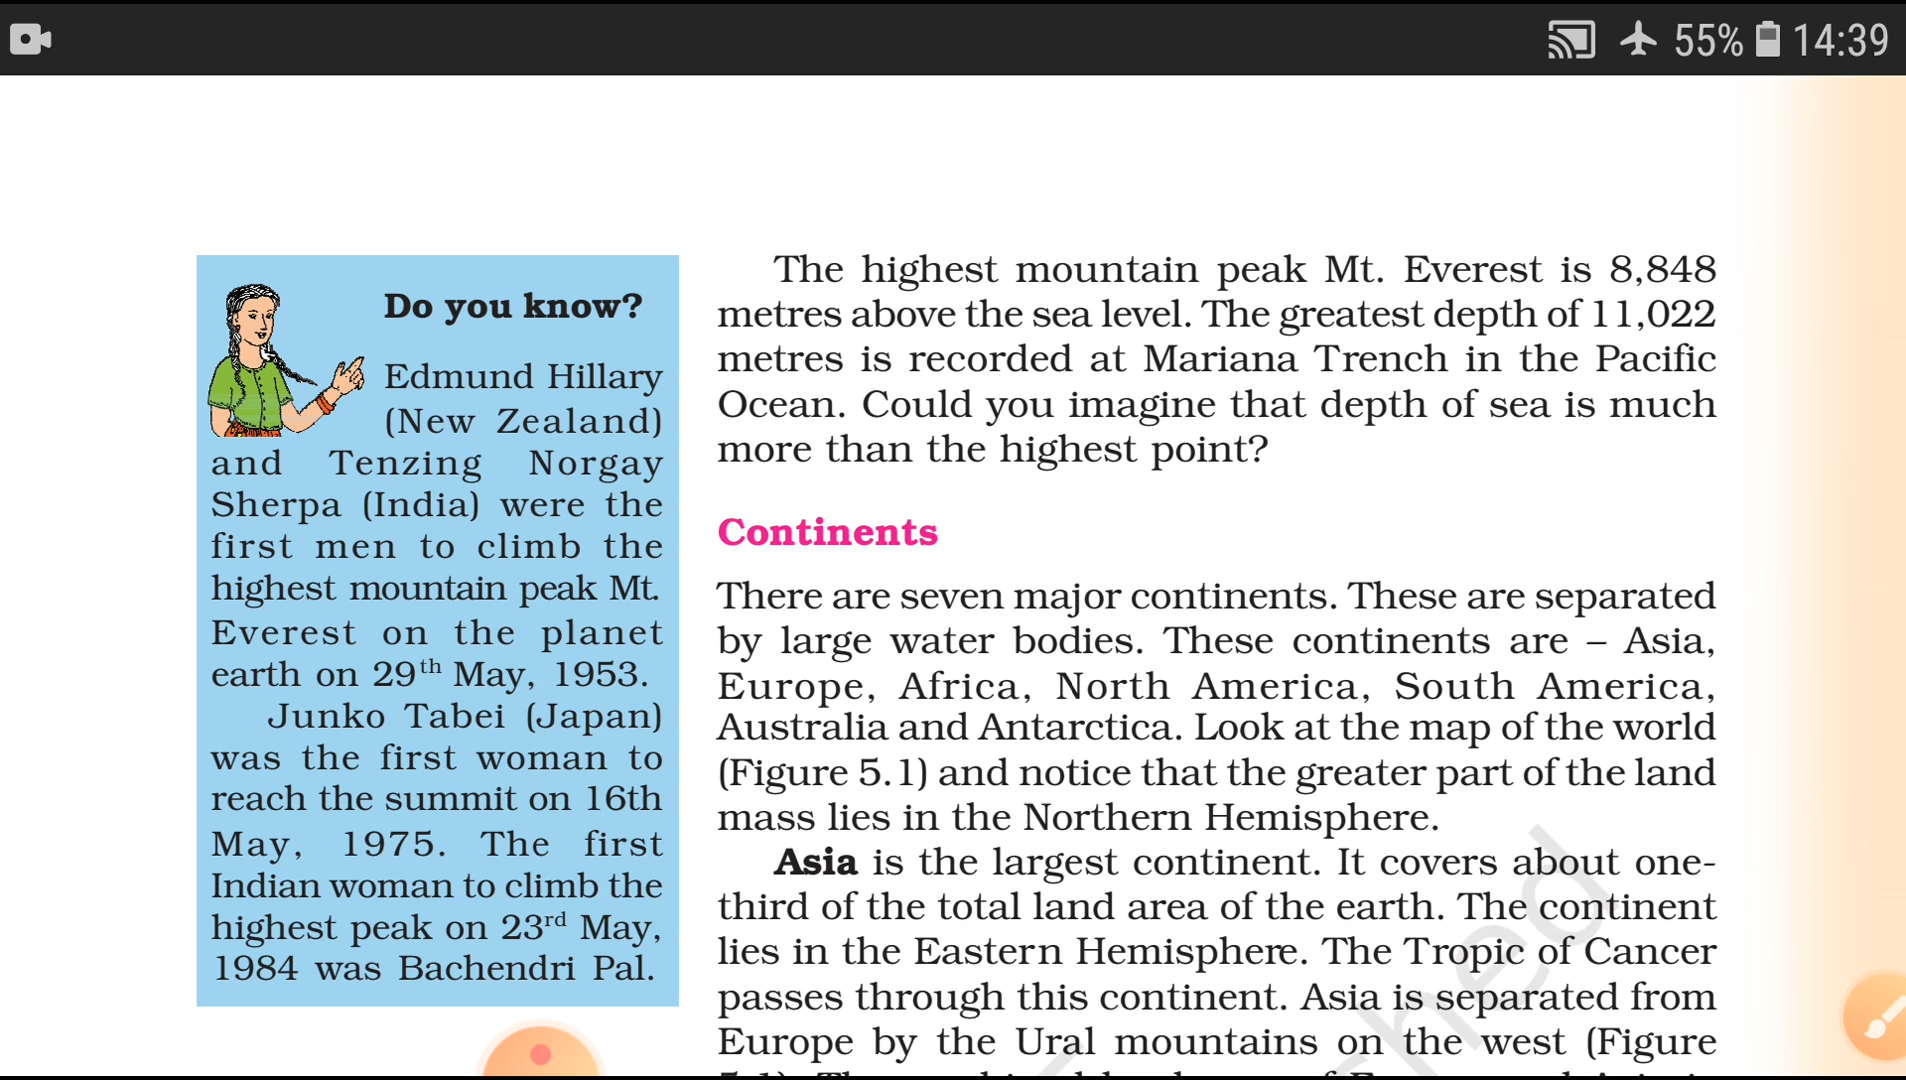 55% 14:39
Do you know?
Edmund Hillary
(New Zealand)
and Tenzing Norgay
Sherpa (India) were the
first men to climb the
highest mountain peak Mt.
Everest on the planet
earth on 29th May, 1953.
Junko Tabei (Japan)
was the first woman to
reach the summit on 16th
May, 1975. The first
Indian woman to climb the
highest peak on 23rd May,
1984 was Bachendri Pal.
The highest mountain peak Mt. Everest is 8,848
metres above the sea level. The greatest depth of 11,022
metres is recorded at Mariana Trench in the Pacific
Ocean. Could you imagine that depth of sea is much
more than the highest point?
Continents
There are seven major continents. These are separated
by large water bodies. These continents are – Asia,
Europe, Africa, North America, South America,
Australia and Antarctica. Look at the map of the world
(Figure 5.1) and notice that the greater part of the land
mass lies in the Northern Hemisphere.
Asia is the largest continent. It covers about one-
third of the total land area of the earth. The continent
lies in the Eastern Hemisphere. The Tropic of Cancer
passes through this continent. Asia is separated from
Europe by the Ural mountains on the west (Figure